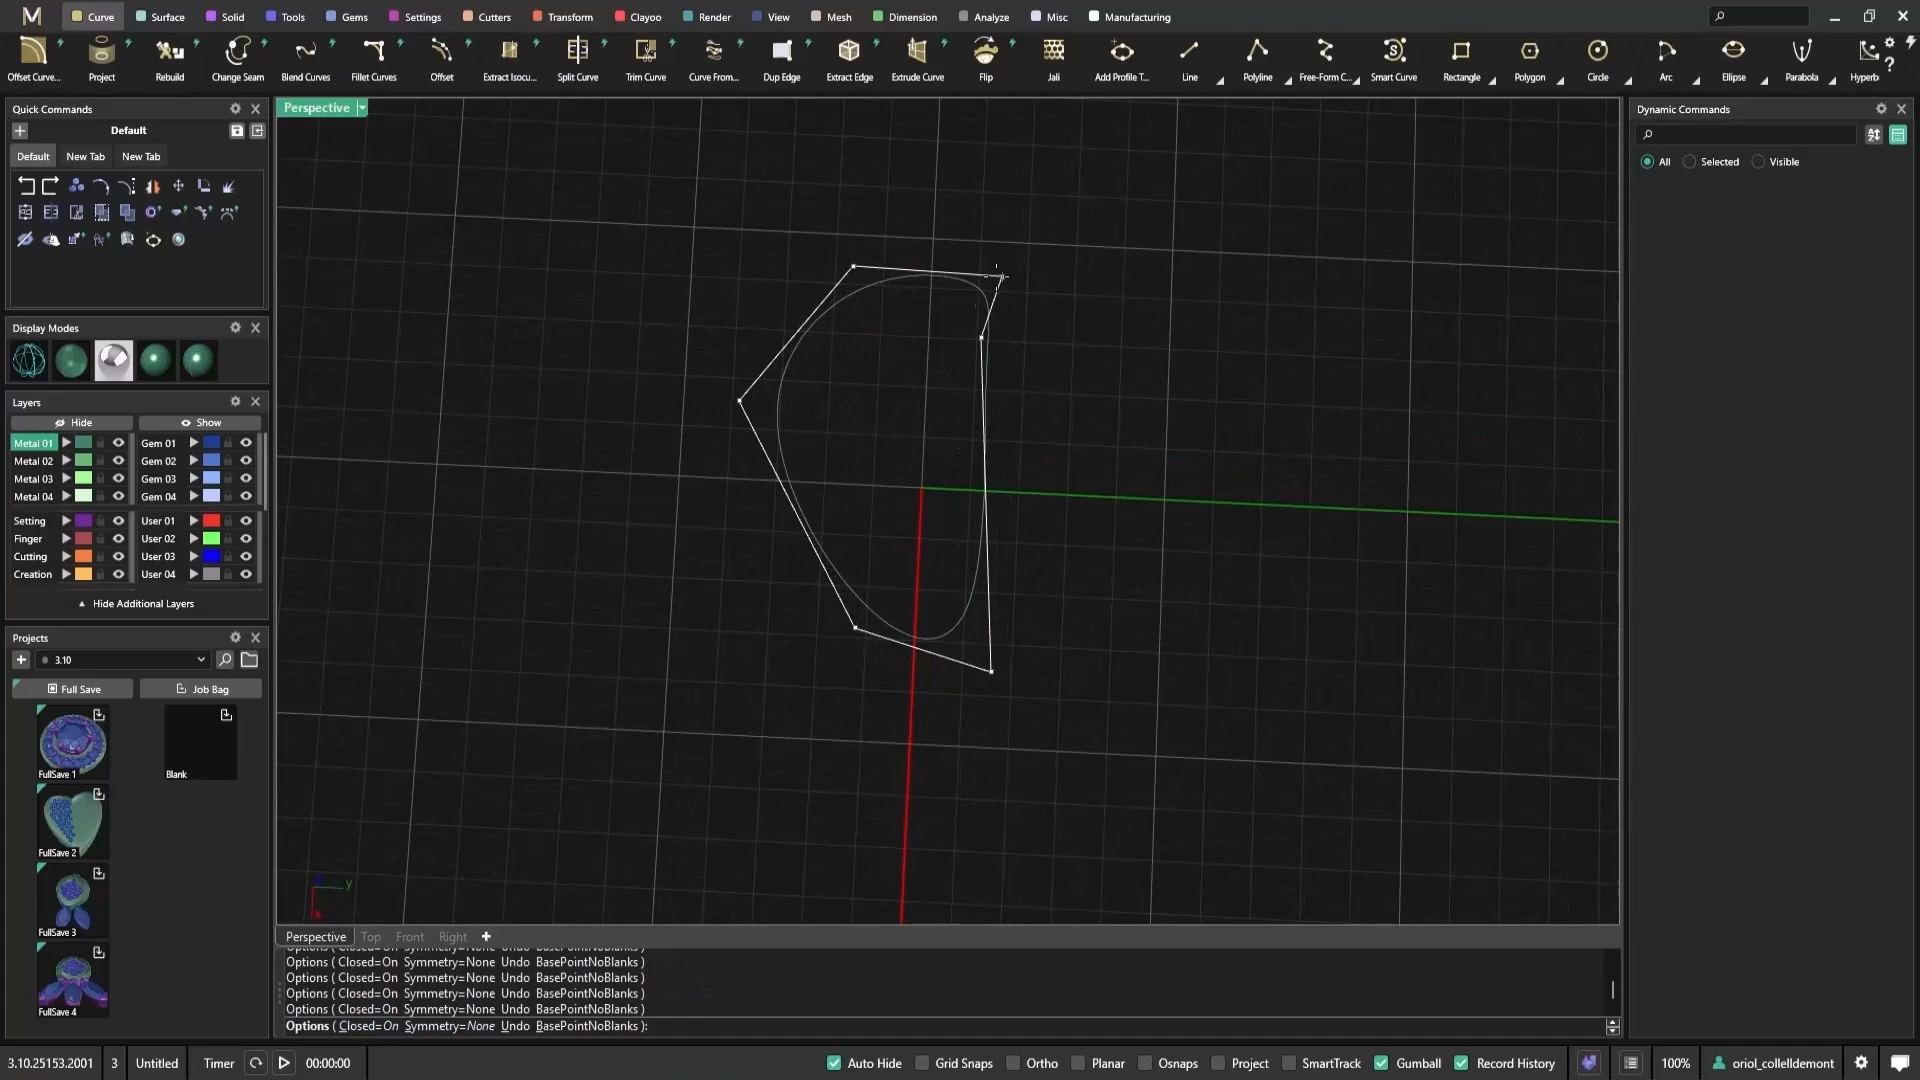 Curve Surface Solid Tools Gems Settings Cutters Transform Clayoo Render View Mesh Dimension Analyze Misc Manufacturing
Offset Curve... Project Rebuild Change Seam Blend Curves Fillet Curves Offset Extract Isocu... Split Curve Trim Curve Curve From... Dup Edge Extract Edge Extrude Curve Flip Jali Add Profile T... Line Polyline Free-Form C... Smart Curve Rectangle Polygon Circle Arc Ellipse Parabola Hyperb
Quick Commands
Default
Default New Tab New Tab
Display Modes
Layers
Hide Show
Metal 01 Gem 01
Metal 02 Gem 02
Metal 03 Gem 03
Metal 04 Gem 04
Setting User 01
Finger User 02
Cutting User 03
Creation User 04
Hide Additional Layers
Projects
3.10
Full Save Job Bag
FullSave 1 Blank
FullSave 2
FullSave 3
FullSave 4
Perspective
y
x
Perspective Top Front Right
Options ( Closed=On Symmetry=None Undo BasePointNoBlanks )
Options ( Closed=On Symmetry=None Undo BasePointNoBlanks )
Options ( Closed=On Symmetry=None Undo BasePointNoBlanks )
Options ( Closed=On Symmetry=None Undo BasePointNoBlanks )
Options ( Closed=On Symmetry=None Undo BasePointNoBlanks )
Options ( Closed=On Symmetry=None Undo BasePointNoBlanks ):
Dynamic Commands
All Selected Visible
3.10.25153.2001 3 Untitled Timer 00:00:00 Auto Hide Grid Snaps Ortho Planar Osnaps Project SmartTrack Gumball Record History 100% oriol_collelldemont